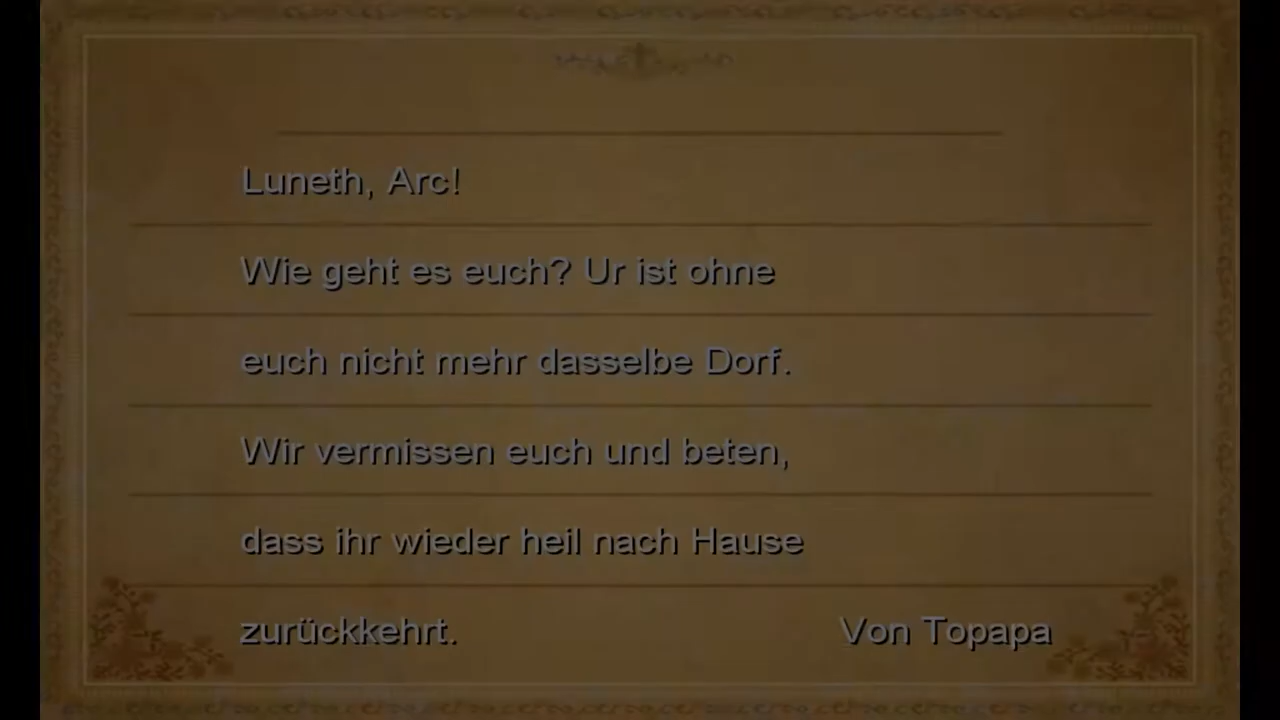 Luneth, Arc!
Wie geht es euch? Ur ist ohne
euch nicht mehr dasselbe Dorf.
Wir vermissen euch und beten,
dass ihr wieder heil nach Hause
zurückkehrt. Von Topapa